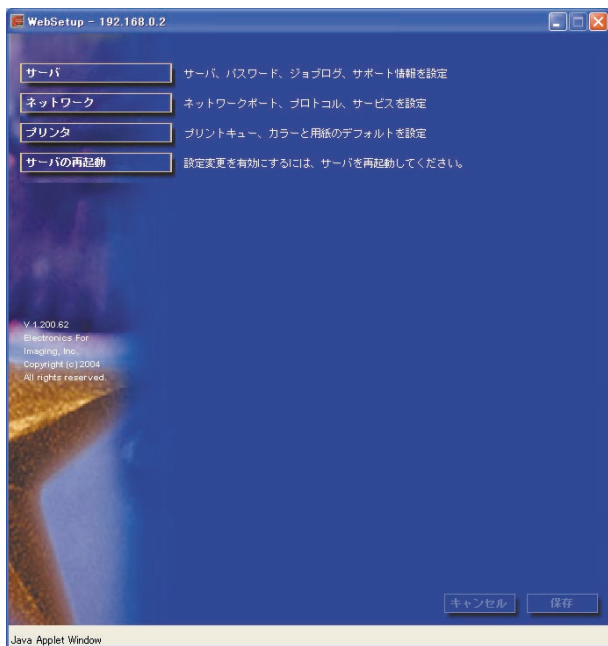 WebSetup - 192.168.0.2
サーバ
サーバ、パスワード、ジョブログ、サポート情報を設定
ネットワーク
ネットワークポート、プロトコル、サービスを設定
プリンタ
プリントキュー、カラーと用紙のデフォルトを設定
サーバの再起動
設定変更を有効にするには、サーバを再起動してください。
V 1.200.62
Electronics For
Imaging, Inc.
Copyright (c) 2004
All rights reserved.
キャンセル
保存
Java Applet Window